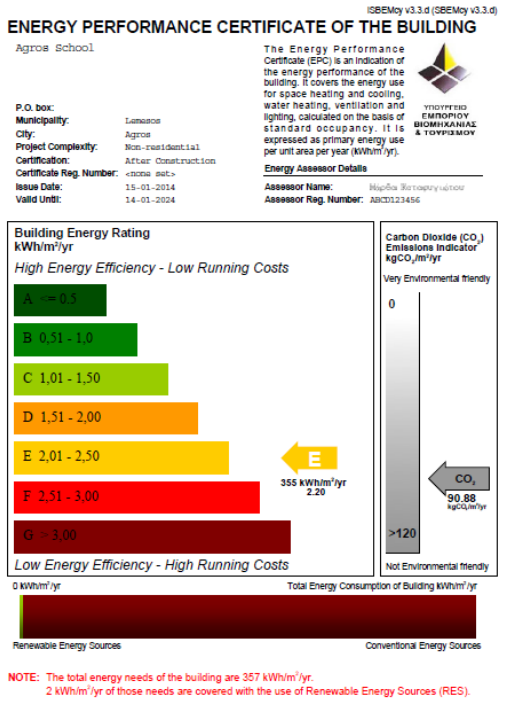 iSBEMcy v3.3.d (SBEMcy v3.3.d)
ENERGY PERFORMANCE CERTIFICATE OF THE BUILDING
Agros School
The Energy Performance
Certificate (EPC) is an indication of
the energy performance of the
building. It covers the energy use
for space heating and cooling,
water heating, ventilation and
lighting, calculated on the basis of
standard occupancy. It is
expressed as primary energy use
per unit area per year (kWh/m²/yr).
ΥΠΟΥΡΓΕΙΟ
ΕΜΠΟΡΙΟΥ
ΒΙΟΜΗΧΑΝΙΑΣ
& ΤΟΥΡΙΣΜΟΥ
P.O. box:
Municipality: Lemesos
City: Agros
Project Complexity: Non-residential
Certification: After Construction
Certificate Reg. Number: <none set>
Issue Date: 15-01-2014
Valid Until: 14-01-2024
Energy Assessor Details
Assessor Name:
Assessor Reg. Number: ABCD123456
Building Energy Rating
kWh/m²/yr
High Energy Efficiency - Low Running Costs
A <= 0.5
B 0,51 - 1,0
C 1,01 - 1,50
D 1,51 - 2,00
E 2,01 - 2,50
F 2,51 - 3,00
G > 3.00
E
355 kWh/m²/yr
2.20
Low Energy Efficiency - High Running Costs
Carbon Dioxide (CO₂)
Emissions Indicator
kgCO₂/m²/yr
Very Environmental friendly
0
CO₂
90.88
kgCO₂/m²/yr
>120
Not Environmental friendly
0 kWh/m²/yr
Total Energy Consumption of Building kWh/m²/yr
Renewable Energy Sources
Conventional Energy Sources
NOTE: The total energy needs of the building are 357 kWh/m²/yr.
2 kWh/m²/yr of those needs are covered with the use of Renewable Energy Sources (RES).